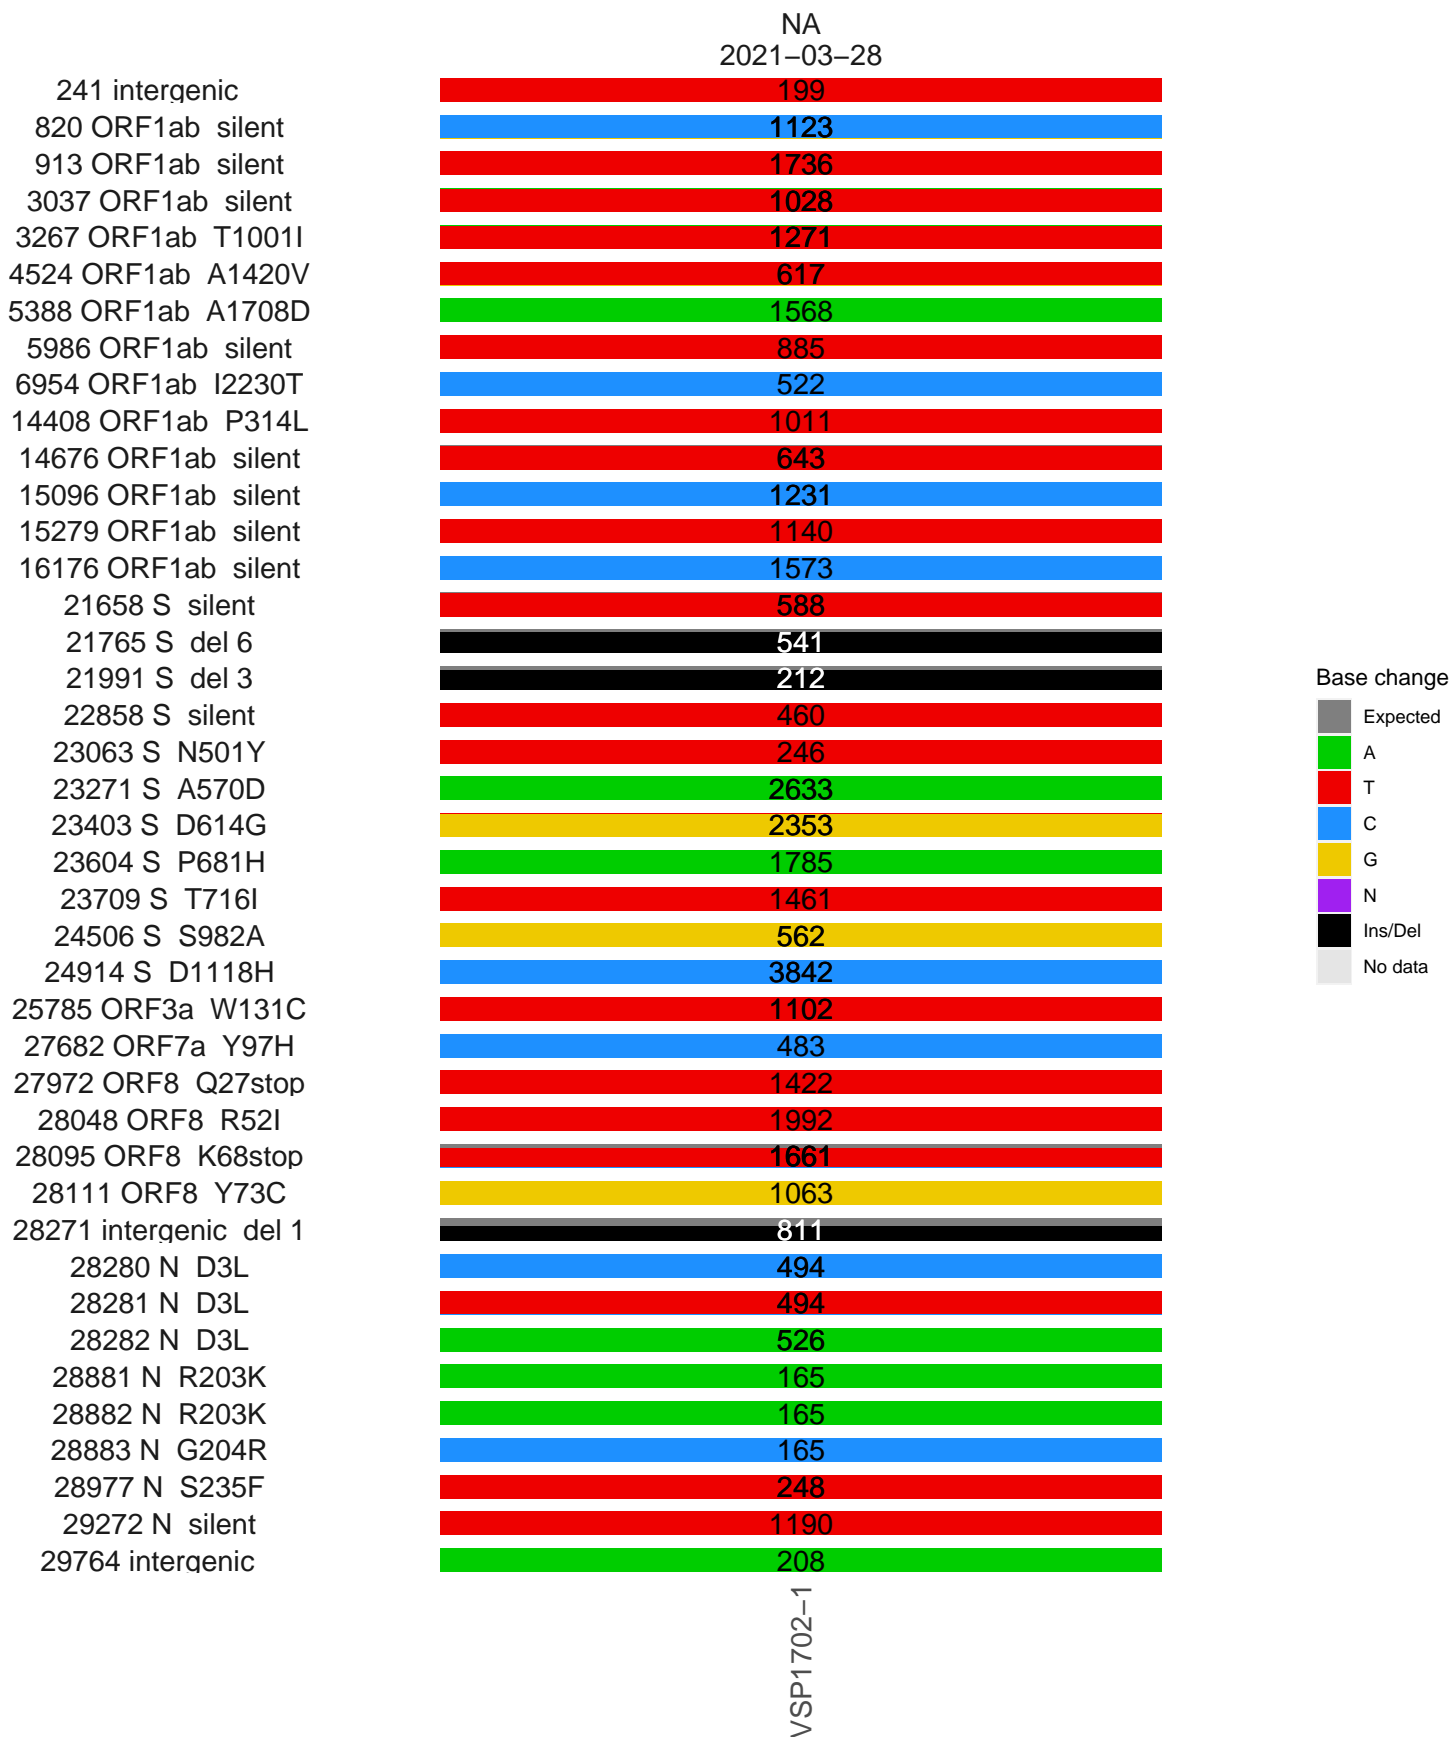 NA
2021−03−28
241 intergenic 199
820 ORF1ab silent 1123
913 ORF1ab silent 1736
3037 ORF1ab silent 1028
3267 ORF1ab T1001I 1271
4524 ORF1ab A1420V 617
5388 ORF1ab A1708D 1568
5986 ORF1ab silent 885
6954 ORF1ab I2230T 522
14408 ORF1ab P314L 1011
14676 ORF1ab silent 643
15096 ORF1ab silent 1231
15279 ORF1ab silent 1140
16176 ORF1ab silent 1573
21658 S silent 588
21765 S del 6 541
21991 S del 3 212
22858 S silent 460
23063 S N501Y 246
23271 S A570D 2633
23403 S D614G 2353
23604 S P681H 1785
23709 S T716I 1461
24506 S S982A 562
24914 S D1118H 3842
25785 ORF3a W131C 1102
27682 ORF7a Y97H 483
27972 ORF8 Q27stop 1422
28048 ORF8 R52I 1992
28095 ORF8 K68stop 1661
28111 ORF8 Y73C 1063
28271 intergenic del 1 811
28280 N D3L 494
28281 N D3L 494
28282 N D3L 526
28881 N R203K 165
28882 N R203K 165
28883 N G204R 165
28977 N S235F 248
29272 N silent 1190
29764 intergenic 208
VSP1702−1
Base change
Expected
A
T
C
G
N
Ins/Del
No data